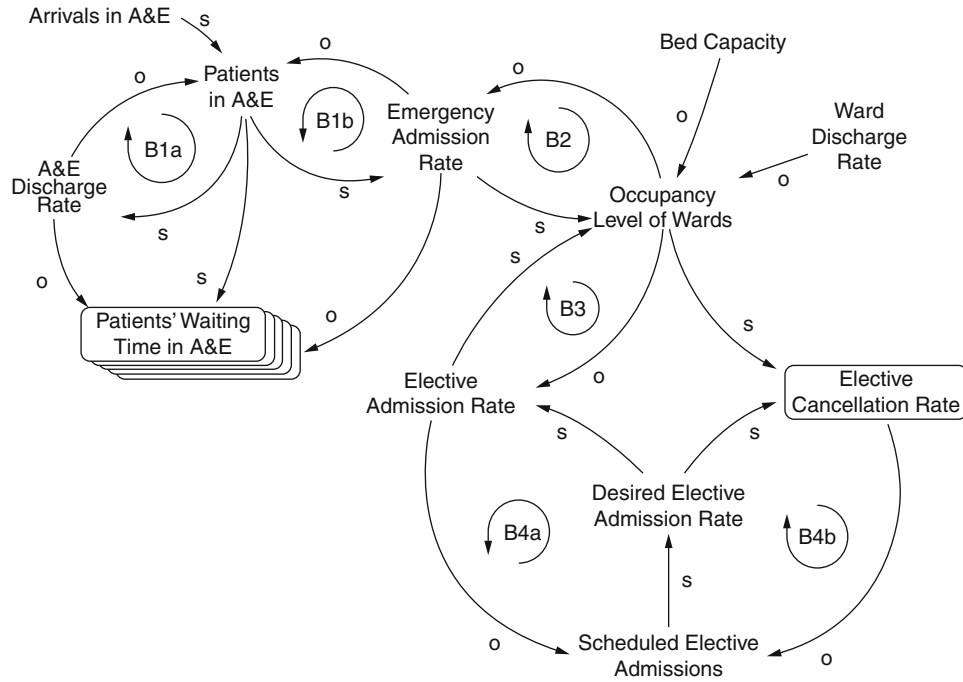 Arrivals in A&E
s
o
Patients
in A&E
o
B1a
B1b
Emergency
Admission
Rate
o
B2
Bed Capacity
o
Ward
Discharge
Rate
o
A&E
Discharge
Rate
s
s
s
Occupancy
Level of Wards
s
o
s
o
s
B3
s
Patients' Waiting
Time in A&E
o
Elective
Admission Rate
Elective
Cancellation Rate
s
s
Desired Elective
Admission Rate
B4a
B4b
s
o
Scheduled Elective
Admissions
o